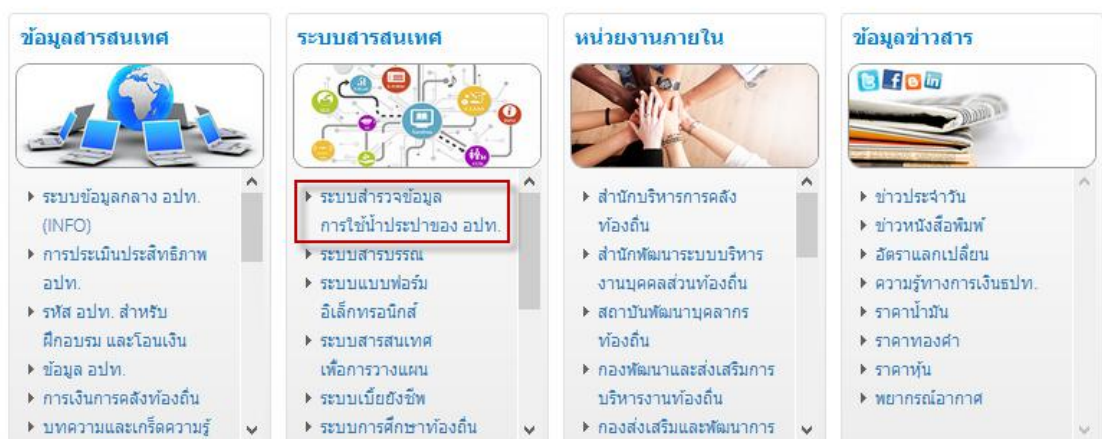 ข้อมูลสารสนเทศ
ระบบข้อมูลกลาง อปท.
(INFO)
การประเมินประสิทธิภาพ
อปท.
รหัส อปท. สำหรับ
ฝึกอบรม และโอนเงิน
ข้อมูล อปท.
การเงินการคลังท้องถิ่น
บทความและเกร็ดความรู้
ระบบสารสนเทศ
ระบบสำรวจข้อมูล
การใช้น้ำประปาของ อปท.
ระบบสารบรรณ
ระบบแบบฟอร์ม
อิเล็กทรอนิกส์
ระบบสารสนเทศ
เพื่อการวางแผน
ระบบเบี้ยยังชีพ
ระบบการศึกษาท้องถิ่น
หน่วยงานภายใน
สำนักบริหารการคลัง
ท้องถิ่น
สำนักพัฒนาระบบบริหาร
งานบุคคลส่วนท้องถิ่น
สถาบันพัฒนาบุคลากร
ท้องถิ่น
กองพัฒนาและส่งเสริมการ
บริหารงานท้องถิ่น
กองส่งเสริมและพัฒนาการ
ข้อมูลข่าวสาร
ข่าวประจำวัน
ข่าวหนังสือพิมพ์
อัตราแลกเปลี่ยน
ความรู้ทางการเงินธปท.
ราคาน้ำมัน
ราคาทองคำ
ราคาหุ้น
พยากรณ์อากาศ